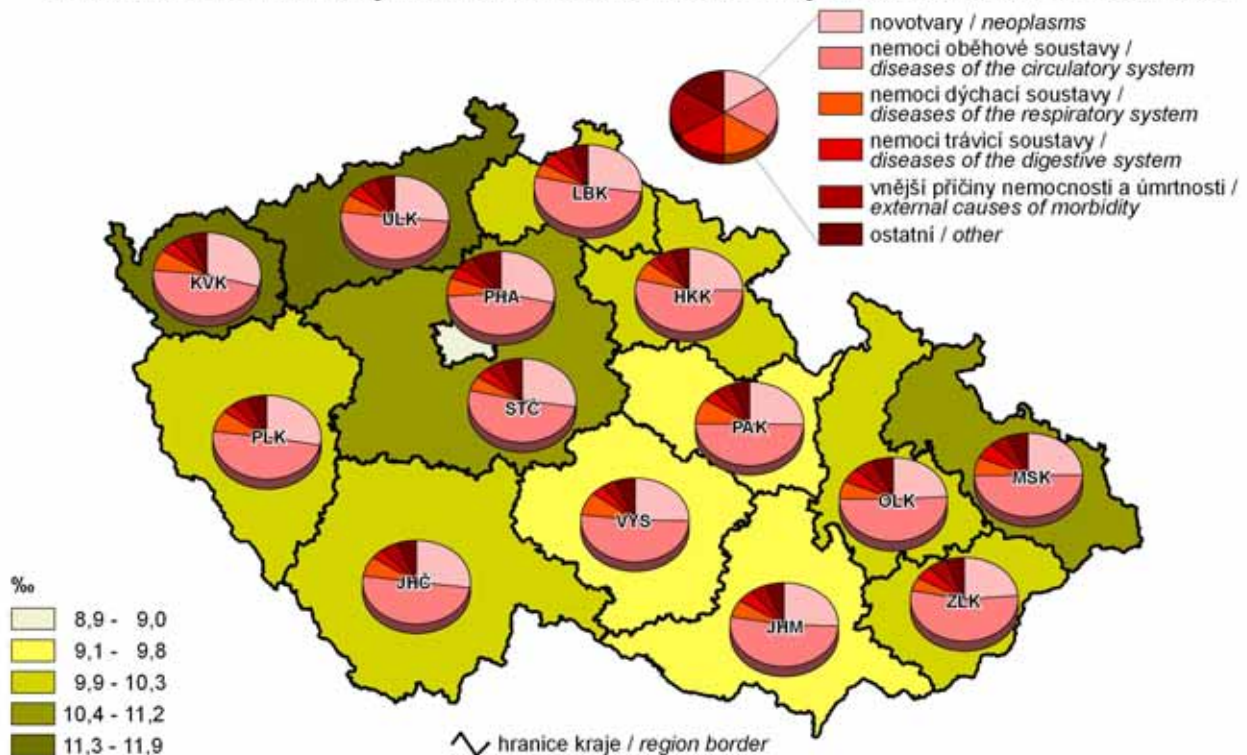 novotvary / neoplasms
nemoci oběhové soustavy /
diseases of the circulatory system
nemoci dýchací soustavy /
diseases of the respiratory system
nemoci trávicí soustavy /
diseases of the digestive system
vnější příčiny nemocnosti a úmrtnosti /
external causes of morbidity
ostatní / other
LBK
ULK
KVK
PHA
HKK
STČ
PAK
PLK
MSK
OLK
VYS
JHČ
ZLK
JHM
‰
8,9 - 9,0
9,1 - 9,8
9,9 - 10,3
10,4 - 11,2
11,3 - 11,9
hranice kraje / region border